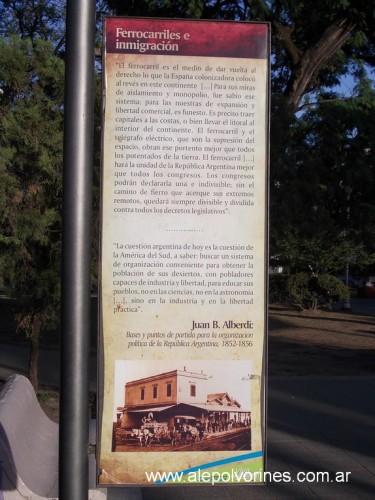 Ferrocarriles e
inmigración
"El ferrocarril es el medio de dar vuelta al
derecho lo que la España colonizadora colocó
al revés en este continente [...] Para sus miras
de aislamiento y monopolio, fue sabio ese
sistema; para las nuestras de expansión y
libertad comercial, es funesto. Es preciso traer
capitales a las costas, o bien llevar el litoral al
interior del continente. El ferrocarril y el
telégrafo eléctrico, que son la supresión del
espacio, obran ese portento mejor que todos
los potentados de la tierra. El ferrocarril [...]
hará la unidad de la República Argentina mejor
que todos los congresos. Los congresos
podrán declararla una e indivisible; sin el
camino de fierro que acerque sus extremos
remotos, quedará siempre divisible y dividida
contra todos los decretos legislativos".
................
"La cuestión argentina de hoy es la cuestión de
la América del Sud, a saber: buscar un sistema
de organización conveniente para obtener la
población de sus desiertos, con pobladores
capaces de industria y libertad, para educar sus
pueblos, no en las ciencias, no en la astronomía
[...], sino en la industria y en la libertad
práctica".
Juan B. Alberdi:
Bases y puntos de partida para la organización
política de la República Argentina, 1852-1856
www.alepolvorines.com.ar